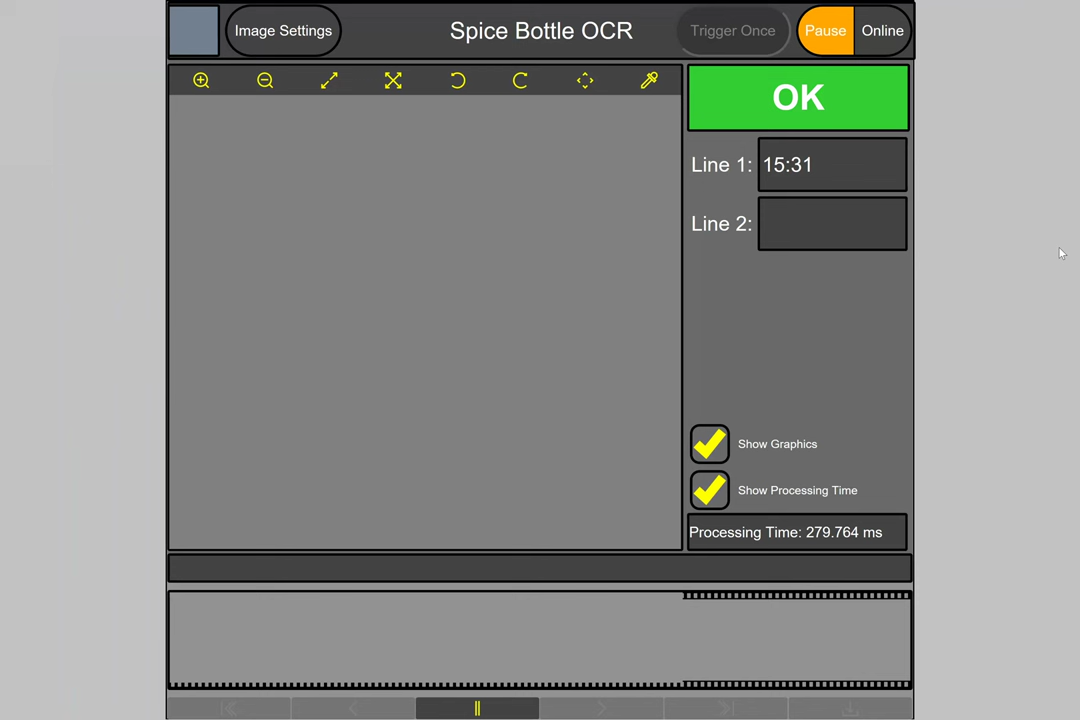 Image Settings
Spice Bottle OCR
Trigger Once
Pause
Online
OK
Line 1: 15:31
Line 2:
Show Graphics
Show Processing Time
Processing Time: 279.764 ms